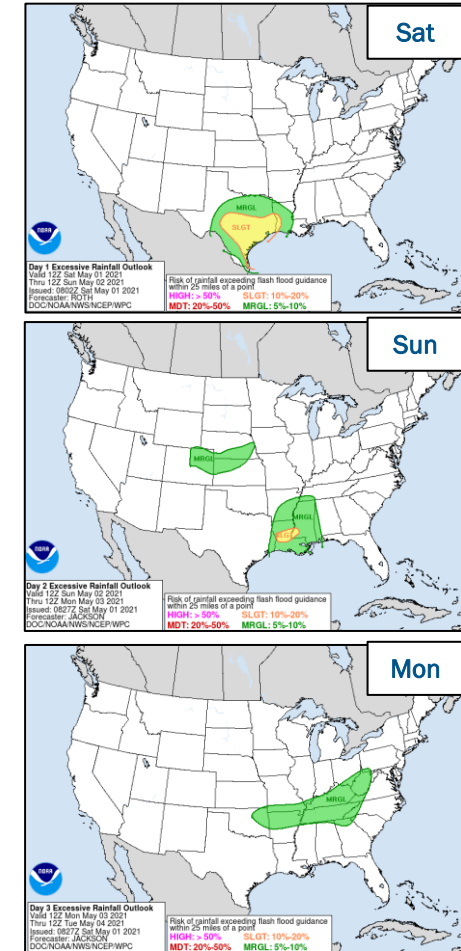 Sat
MRGL
SLGT
NOAA
Day 1 Excessive Rainfall Outlook
Valid 12Z Sat May 01 2021
Thru 12Z Sun May 02 2021
Issued: 0802Z Sat May 01 2021
Forecaster: ROTH
DOC/NOAA/NWS/NCEP/WPC
Risk of rainfall exceeding flash flood guidance
within 25 miles of a point
HIGH: > 50% SLGT: 10%-20%
MDT: 20%-50% MRGL: 5%-10%
Sun
MRGL
MRGL
SLGT
NOAA
Day 2 Excessive Rainfall Outlook
Valid 12Z Sun May 02 2021
Thru 12Z Mon May 03 2021
Issued: 0827Z Sat May 01 2021
Forecaster: JACKSON
DOC/NOAA/NWS/NCEP/WPC
Risk of rainfall exceeding flash flood guidance
within 25 miles of a point
HIGH: > 50% SLGT: 10%-20%
MDT: 20%-50% MRGL: 5%-10%
Mon
MRGL
NOAA
Day 3 Excessive Rainfall Outlook
Valid 12Z Mon May 03 2021
Thru 12Z Tue May 04 2021
Issued: 0827Z Sat May 01 2021
Forecaster: JACKSON
DOC/NOAA/NWS/NCEP/WPC
Risk of rainfall exceeding flash flood guidance
within 25 miles of a point
HIGH: > 50% SLGT: 10%-20%
MDT: 20%-50% MRGL: 5%-10%